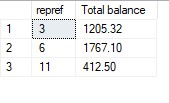 repref Total balance
1 3 1205.32
2 6 1767.10
3 11 412.50